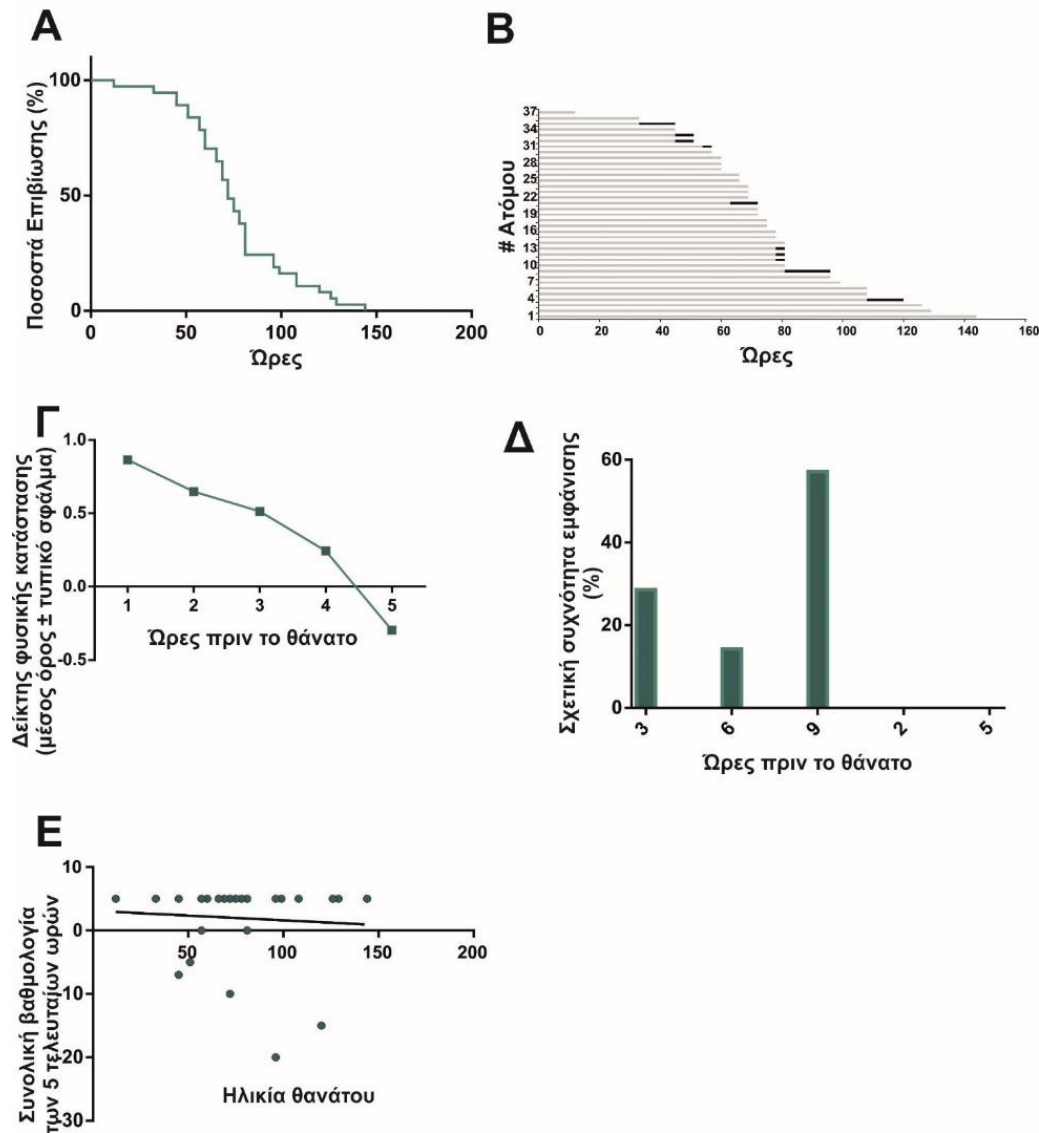 Α
Ποσοστά Επιβίωσης (%)
100
50
0
0 50 100 150 200
Ώρες
Β
# Ατόμου
37
34
31
28
25
22
19
16
13
10
7
4
1
0 20 40 60 80 100 120 140 160
Ώρες
Γ
Δείκτης φυσικής κατάστασης
(μέσος όρος ± τυπικό σφάλμα)
1.0
0.5
0.0
-0.5
1 2 3 4 5
Ώρες πριν το θάνατο
Δ
Σχετική συχνότητα εμφάνισης
(%)
60
40
20
0
3 6 9 2 5
Ώρες πριν το θάνατο
Ε
Συνολική βαθμολογία
των 5 τελευταίων ωρών
10
0
-10
-20
-30
50 100 150 200
Ηλικία θανάτου